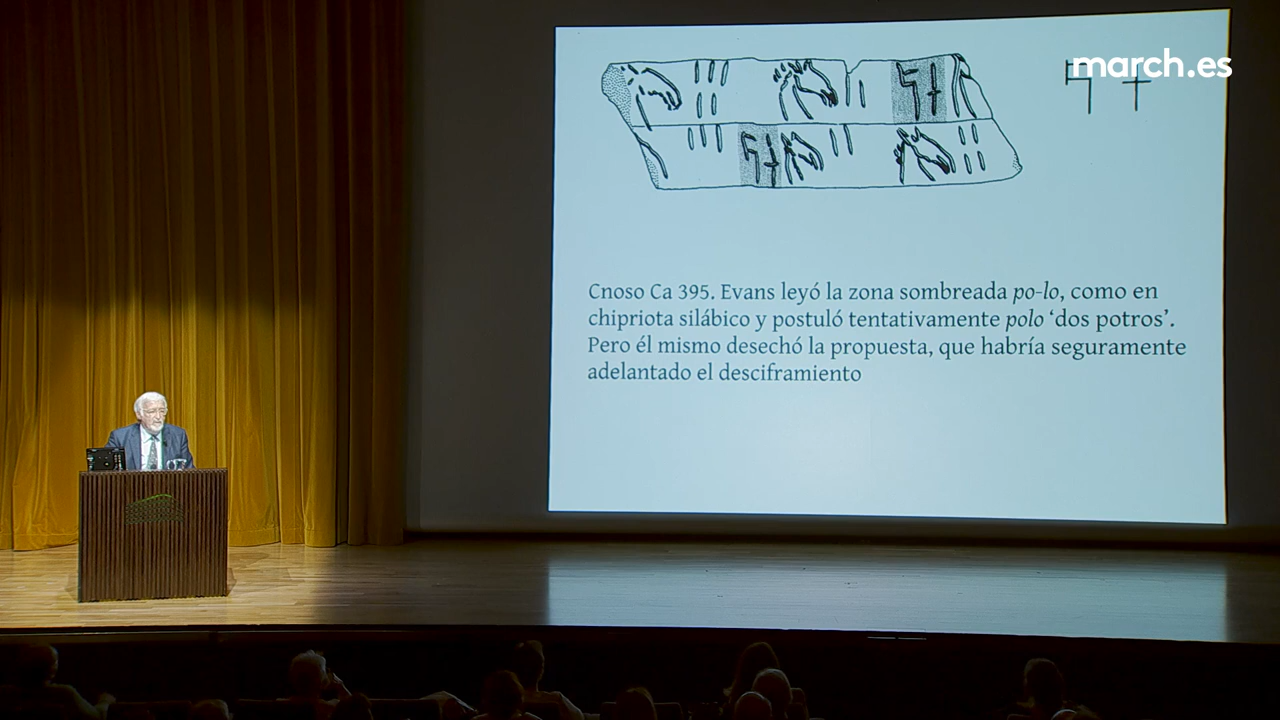 march.es
Cnoso Ca 395. Evans leyó la zona sombreada po-lo, como en
chipriota silábico y postuló tentativamente polo ‘dos potros’.
Pero él mismo desechó la propuesta, que habría seguramente
adelantado el desciframiento